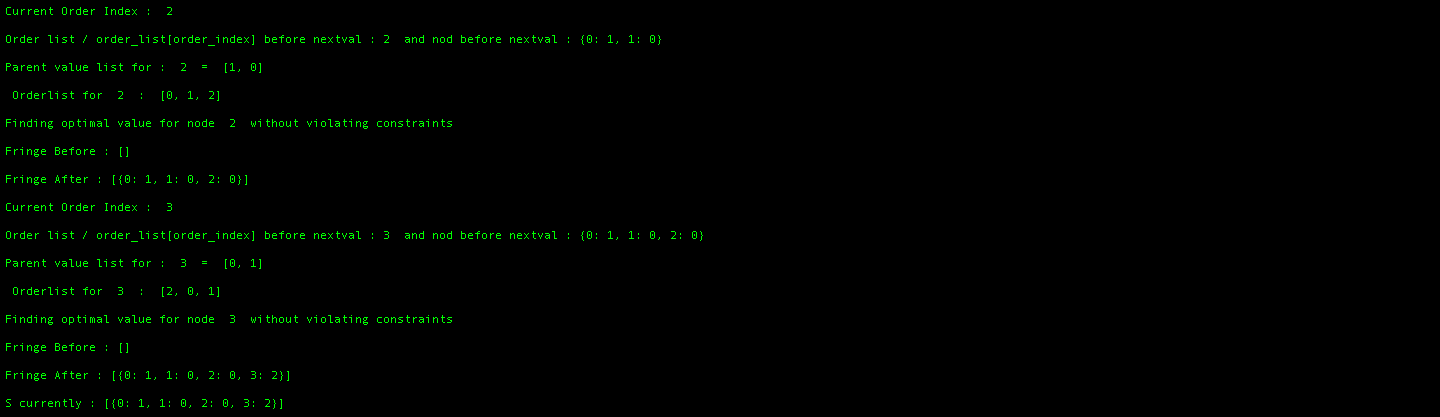 Current Order Index :  2
Order list / order_list[order_index] before nextval : 2  and nod before nextval : {0: 1, 1: 0}
Parent value list for :  2  =  [1, 0]
 Orderlist for  2  :  [0, 1, 2]
Finding optimal value for node  2  without violating constraints
Fringe Before : []
Fringe After : [{0: 1, 1: 0, 2: 0}]
Current Order Index :  3
Order list / order_list[order_index] before nextval : 3  and nod before nextval : {0: 1, 1: 0, 2: 0}
Parent value list for :  3  =  [0, 1]
 Orderlist for  3  :  [2, 0, 1]
Finding optimal value for node  3  without violating constraints
Fringe Before : []
Fringe After : [{0: 1, 1: 0, 2: 0, 3: 2}]
S currently : [{0: 1, 1: 0, 2: 0, 3: 2}]